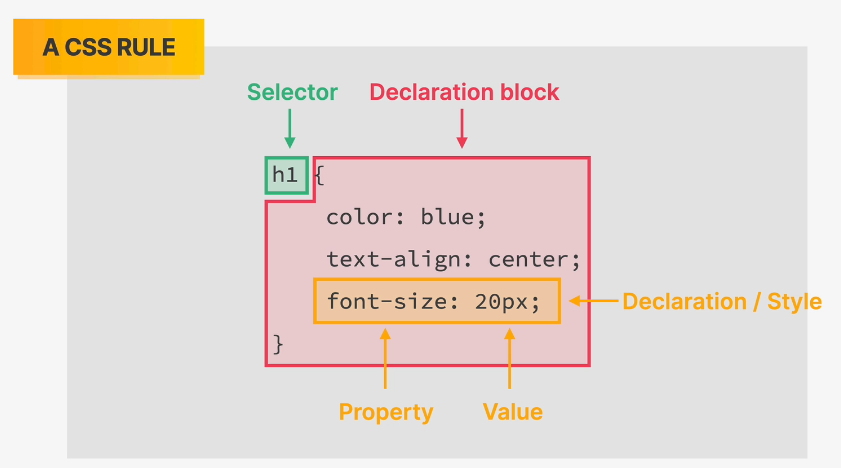 A CSS RULE
Selector
Declaration block
h1 {
color: blue;
text-align: center;
font-size: 20px;
Declaration / Style
}
Property
Value